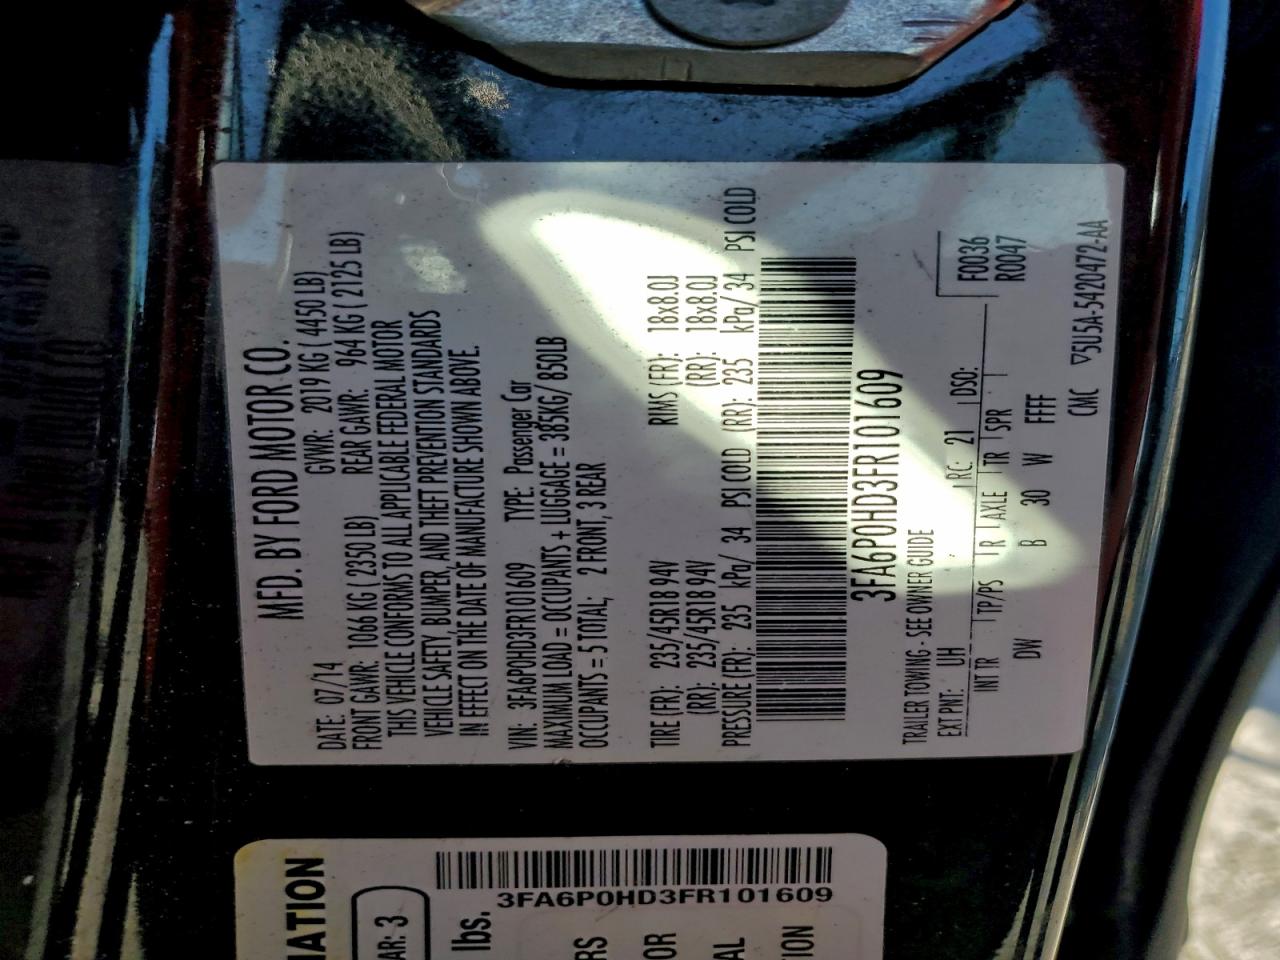 MFD. BY FORD MOTOR CO.
DATE: 07/14 GVWR: 2019 KG ( 4450 LB)
FRONT GAWR: 1066 KG ( 2350 LB) REAR GAWR: 964 KG ( 2125 LB)
THIS VEHICLE CONFORMS TO ALL APPLICABLE FEDERAL MOTOR
VEHICLE SAFETY, BUMPER, AND THEFT PREVENTION STANDARDS
IN EFFECT ON THE DATE OF MANUFACTURE SHOWN ABOVE.
VIN: 3FA6P0HD3FR101609 TYPE: Passenger Car
MAXIMUM LOAD = OCCUPANTS + LUGGAGE = 385KG/ 850LB
OCCUPANTS = 5 TOTAL; 2 FRONT, 3 REAR
TIRE (FR): 235/45R18 94V RIMS (FR): 18x8.0J
(RR): 235/45R18 94V (RR): 18x8.0J
PRESSURE (FR): 235 kPa/ 34 PSI COLD (RR): 235 kPa/ 34 PSI COLD
3FA6P0HD3FR101609
TRAILER TOWING - SEE OWNER GUIDE
EXT PNT: UH RC: 21 DSO: F0036
INT TR TP/PS R AXLE TR SPR R0047
DW B 30 W FFFF
CMC ▽5U5A-5420472-AA
3FA6P0HD3FR101609
AR: 3
lbs.